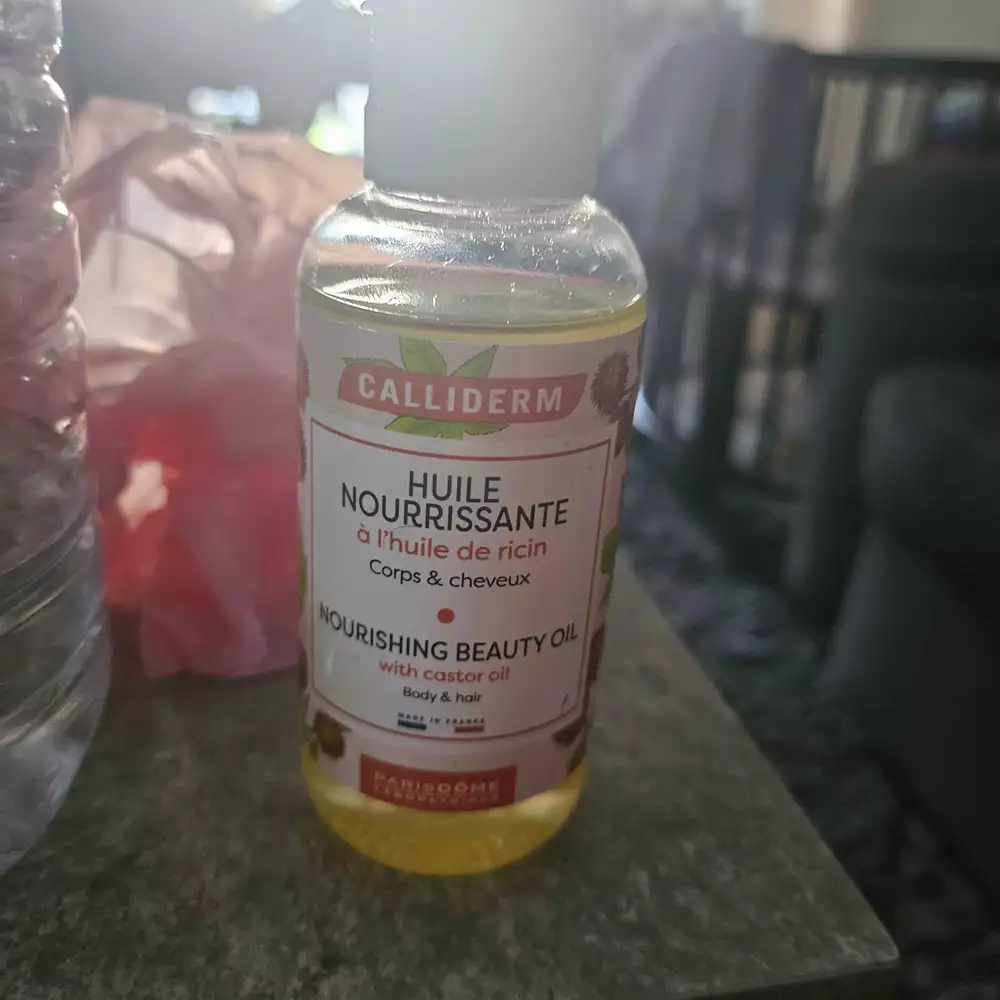 CALLIDERM
HUILE
NOURRISSANTE
à l'huile de ricin
Corps & cheveux
NOURISHING BEAUTY OIL
with castor oil
Body & hair
MADE IN FRANCE
PARISDÔME
LABORATOIRES